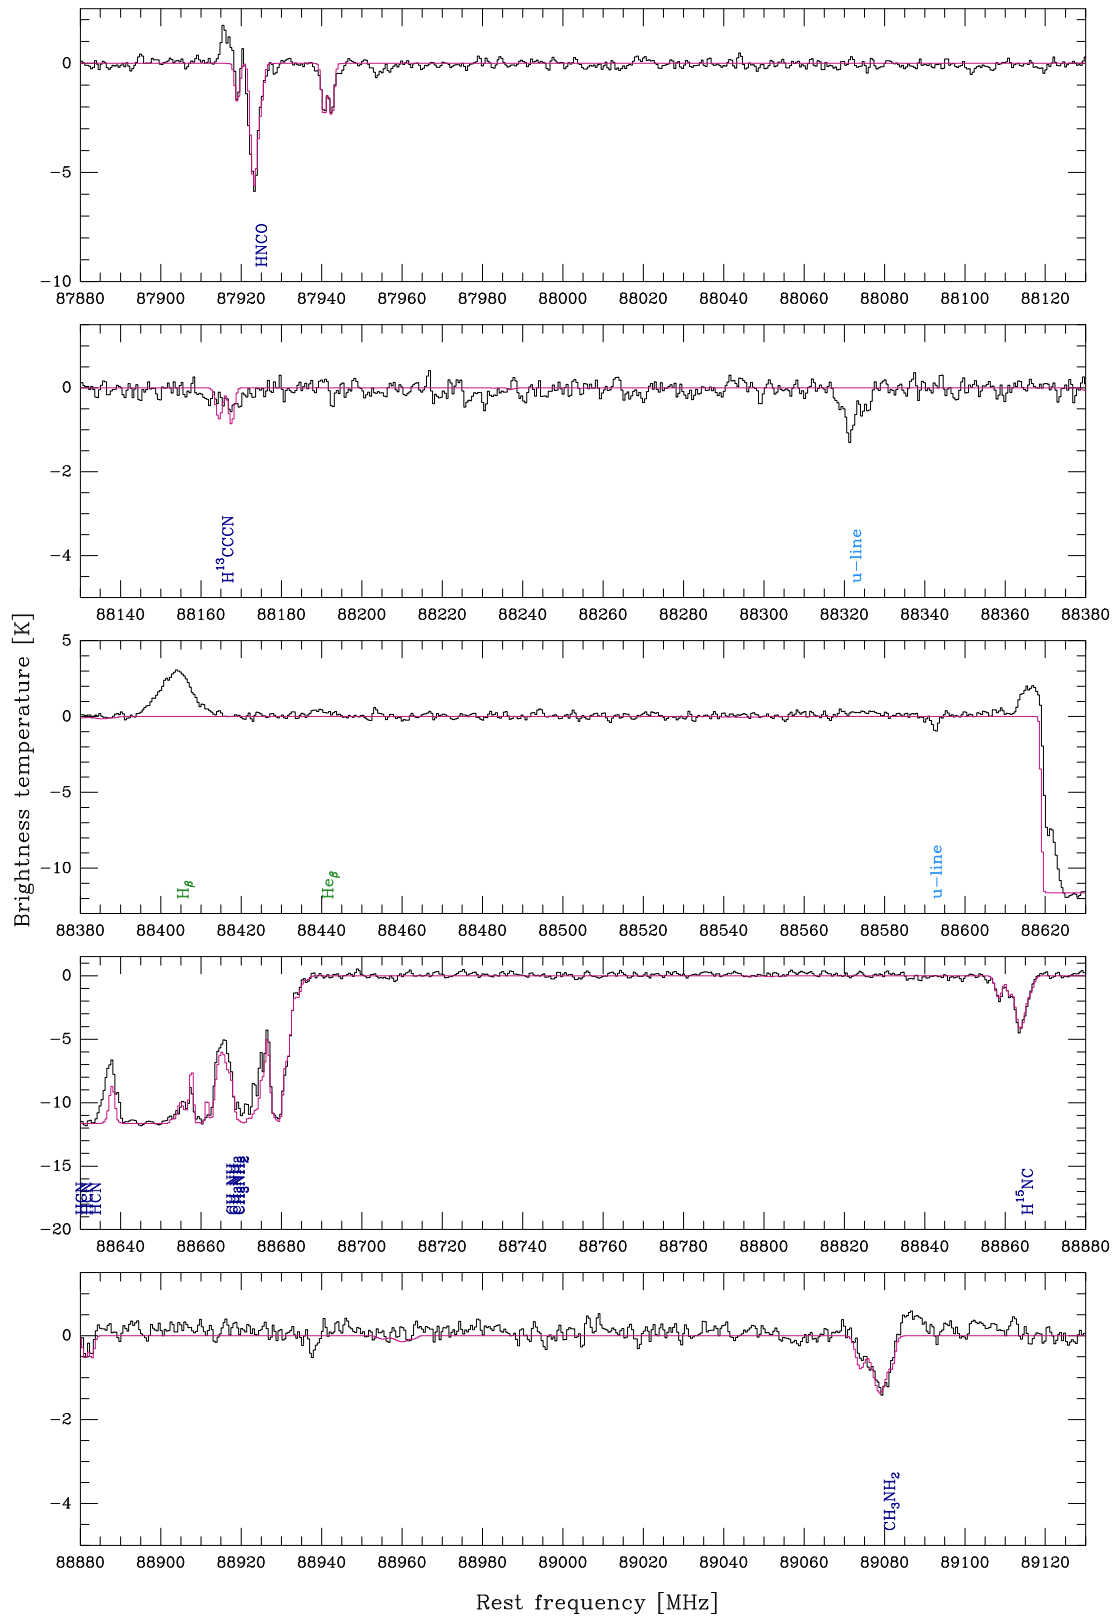 0
−5
−10
87880 87900 87920 87940 87960 87980 88000 88020 88040 88060 88080 88100 88120
HNCO
0
−2
−4
88140 88160 88180 88200 88220 88240 88260 88280 88300 88320 88340 88360 88380
H¹³CCCN
u−line
5
0
−5
−10
88380 88400 88420 88440 88460 88480 88500 88520 88540 88560 88580 88600 88620
Hᵦ
Heᵦ
u−line
0
−5
−10
−15
−20
88640 88660 88680 88700 88720 88740 88760 88780 88800 88820 88840 88860 88880
HCN
HCN
HCN
CH₃NH₂
H¹⁵NC
0
−2
−4
88880 88900 88920 88940 88960 88980 89000 89020 89040 89060 89080 89100 89120
CH₃NH₂
Brightness temperature [K]
Rest frequency [MHz]